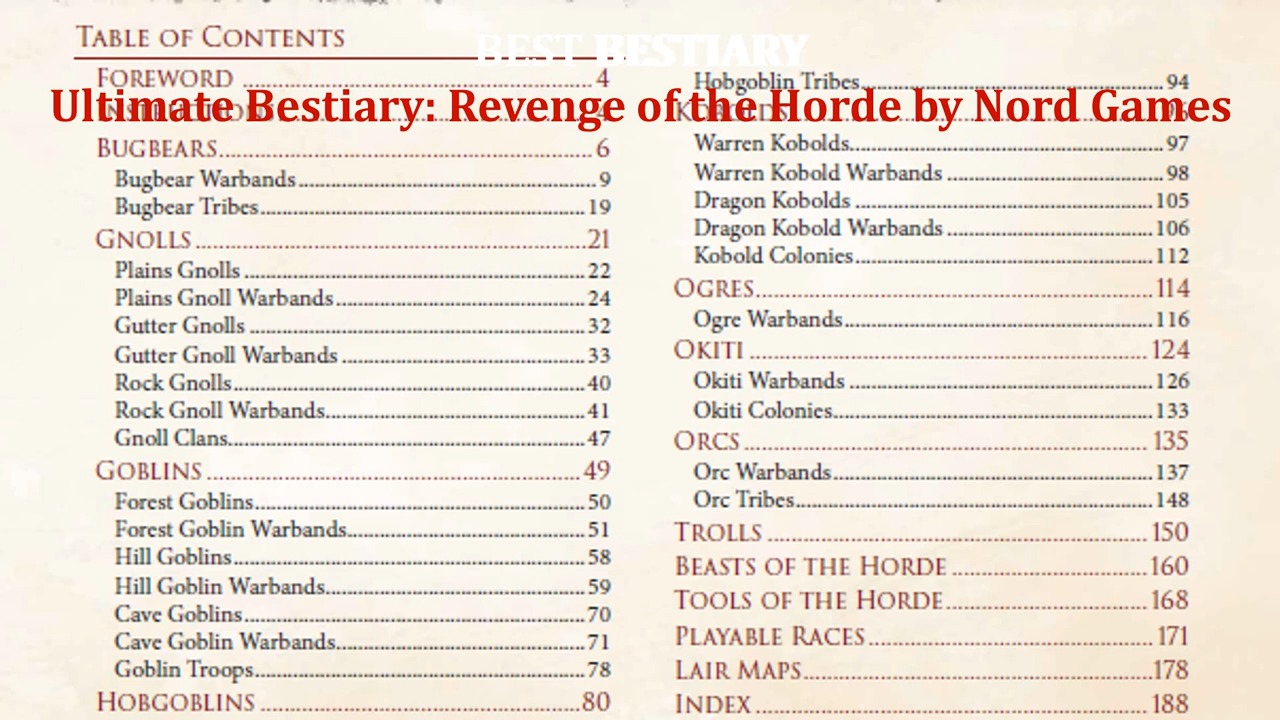 BEST BESTIARY
Ultimate Bestiary: Revenge of the Horde by Nord Games
TABLE OF CONTENTS
FOREWORD 4
BUGBEARS 6
Bugbear Warbands 9
Bugbear Tribes 19
GNOLLS 21
Plains Gnolls 22
Plains Gnoll Warbands 24
Gutter Gnolls 32
Gutter Gnoll Warbands 33
Rock Gnolls 40
Rock Gnoll Warbands 41
Gnoll Clans 47
GOBLINS 49
Forest Goblins 50
Forest Goblin Warbands 51
Hill Goblins 58
Hill Goblin Warbands 59
Cave Goblins 70
Cave Goblin Warbands 71
Goblin Troops 78
HOBGOBLINS 80
Hobgoblin Tribes 94
KOBOLDS 96
Warren Kobolds 97
Warren Kobold Warbands 98
Dragon Kobolds 105
Dragon Kobold Warbands 106
Kobold Colonies 112
OGRES 114
Ogre Warbands 116
OKITI 124
Okiti Warbands 126
Okiti Colonies 133
ORCS 135
Orc Warbands 137
Orc Tribes 148
TROLLS 150
BEASTS OF THE HORDE 160
TOOLS OF THE HORDE 168
PLAYABLE RACES 171
LAIR MAPS 178
INDEX 188